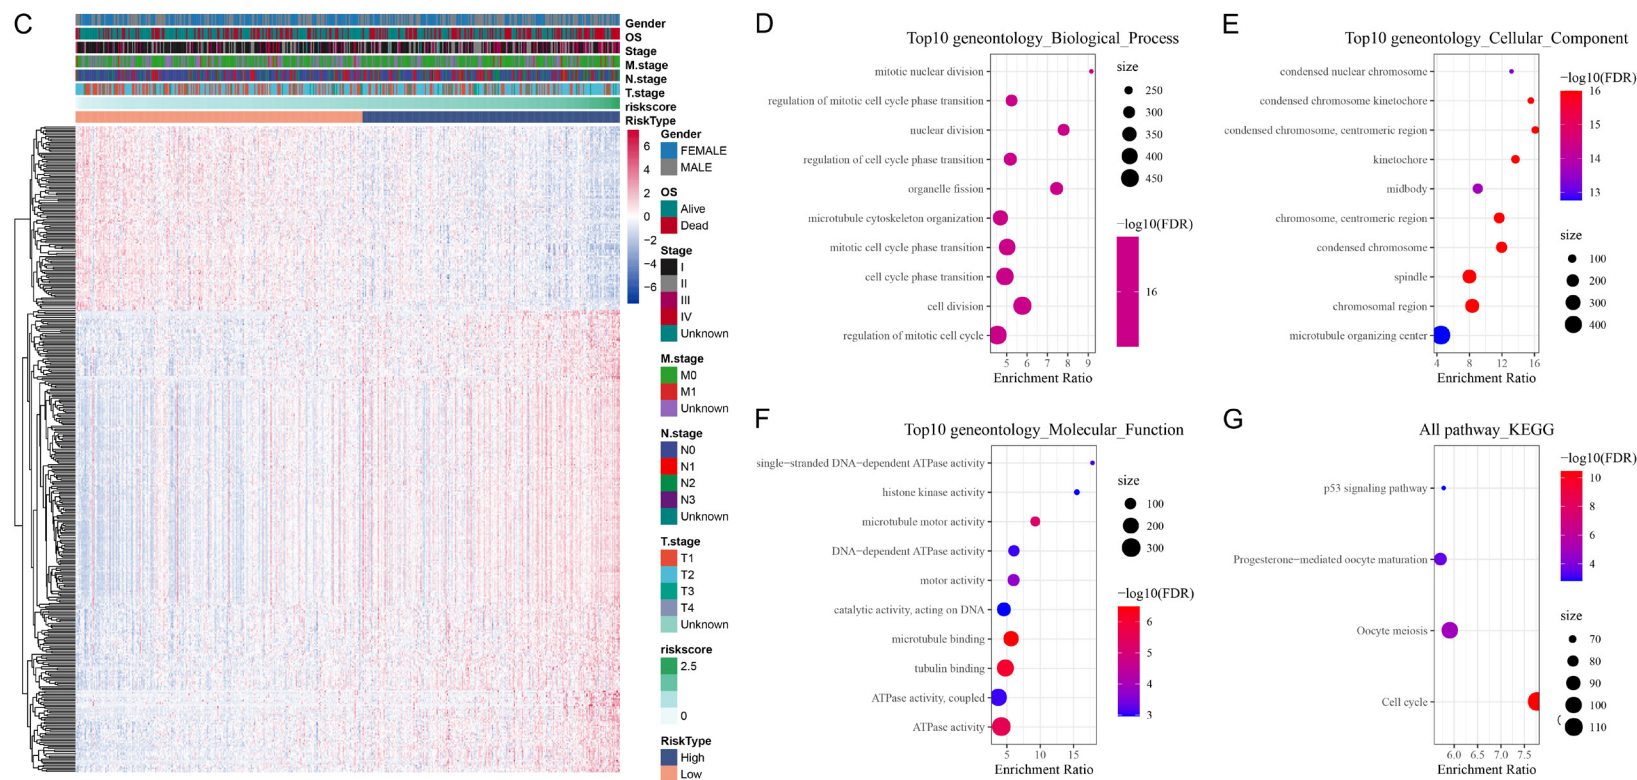 C
Gender
OS
Stage
M.stage
N.stage
T.stage
riskscore
RiskType
6
4
2
0
−2
−4
−6
Gender
FEMALE
MALE
OS
Alive
Dead
Stage
I
II
III
IV
Unknown
M.stage
M0
M1
Unknown
N.stage
N0
N1
N2
N3
Unknown
T.stage
T1
T2
T3
T4
Unknown
riskscore
2.5
0
RiskType
High
Low
D
Top10 geneontology_Biological_Process
mitotic nuclear division
regulation of mitotic cell cycle phase transition
nuclear division
regulation of cell cycle phase transition
organelle fission
microtubule cytoskeleton organization
mitotic cell cycle phase transition
cell cycle phase transition
cell division
regulation of mitotic cell cycle
5 6 7 8 9
Enrichment Ratio
size
250
300
350
400
450
−log10(FDR)
16
E
Top10 geneontology_Cellular_Component
condensed nuclear chromosome
condensed chromosome kinetochore
condensed chromosome, centromeric region
kinetochore
midbody
chromosome, centromeric region
condensed chromosome
spindle
chromosomal region
microtubule organizing center
4 8 12 16
Enrichment Ratio
−log10(FDR)
16
15
14
13
size
100
200
300
400
F
Top10 geneontology_Molecular_Function
single−stranded DNA−dependent ATPase activity
histone kinase activity
microtubule motor activity
DNA−dependent ATPase activity
motor activity
catalytic activity, acting on DNA
microtubule binding
tubulin binding
ATPase activity, coupled
ATPase activity
5 10 15
Enrichment Ratio
size
100
200
300
−log10(FDR)
6
5
4
3
G
All pathway_KEGG
p53 signaling pathway
Progesterone−mediated oocyte maturation
Oocyte meiosis
Cell cycle
6.0 6.5 7.0 7.5
Enrichment Ratio
−log10(FDR)
10
8
6
4
size
70
80
90
100
110